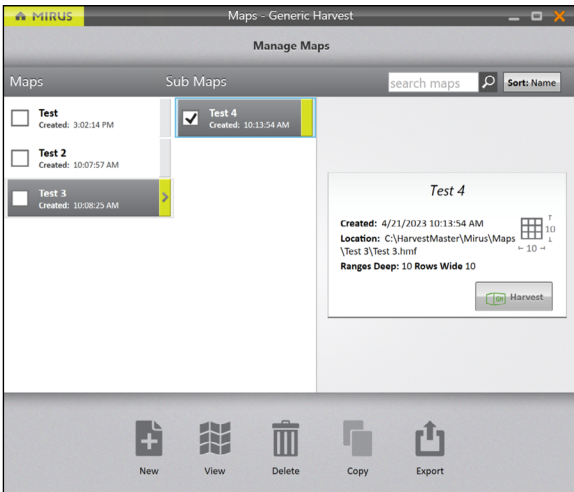 MIRUS
Maps - Generic Harvest
Manage Maps
Maps
Sub Maps
search maps
Sort: Name
Test
Created: 3:02:14 PM
Test 2
Created: 10:07:57 AM
Test 3
Created: 10:08:25 AM
Test 4
Created: 10:13:54 AM
Test 4
Created: 4/21/2023 10:13:54 AM
Location: C:\HarvestMaster\Mirus\Maps
\Test 3\Test 3.hmf
Ranges Deep: 10 Rows Wide 10
10
10
GH Harvest
New
View
Delete
Copy
Export